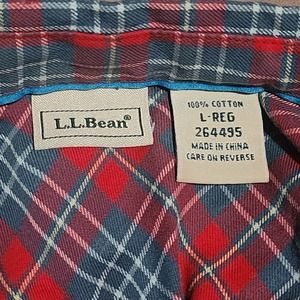 L.L.Bean®
100% COTTON
L-REG
264495
MADE IN CHINA
CARE ON REVERSE